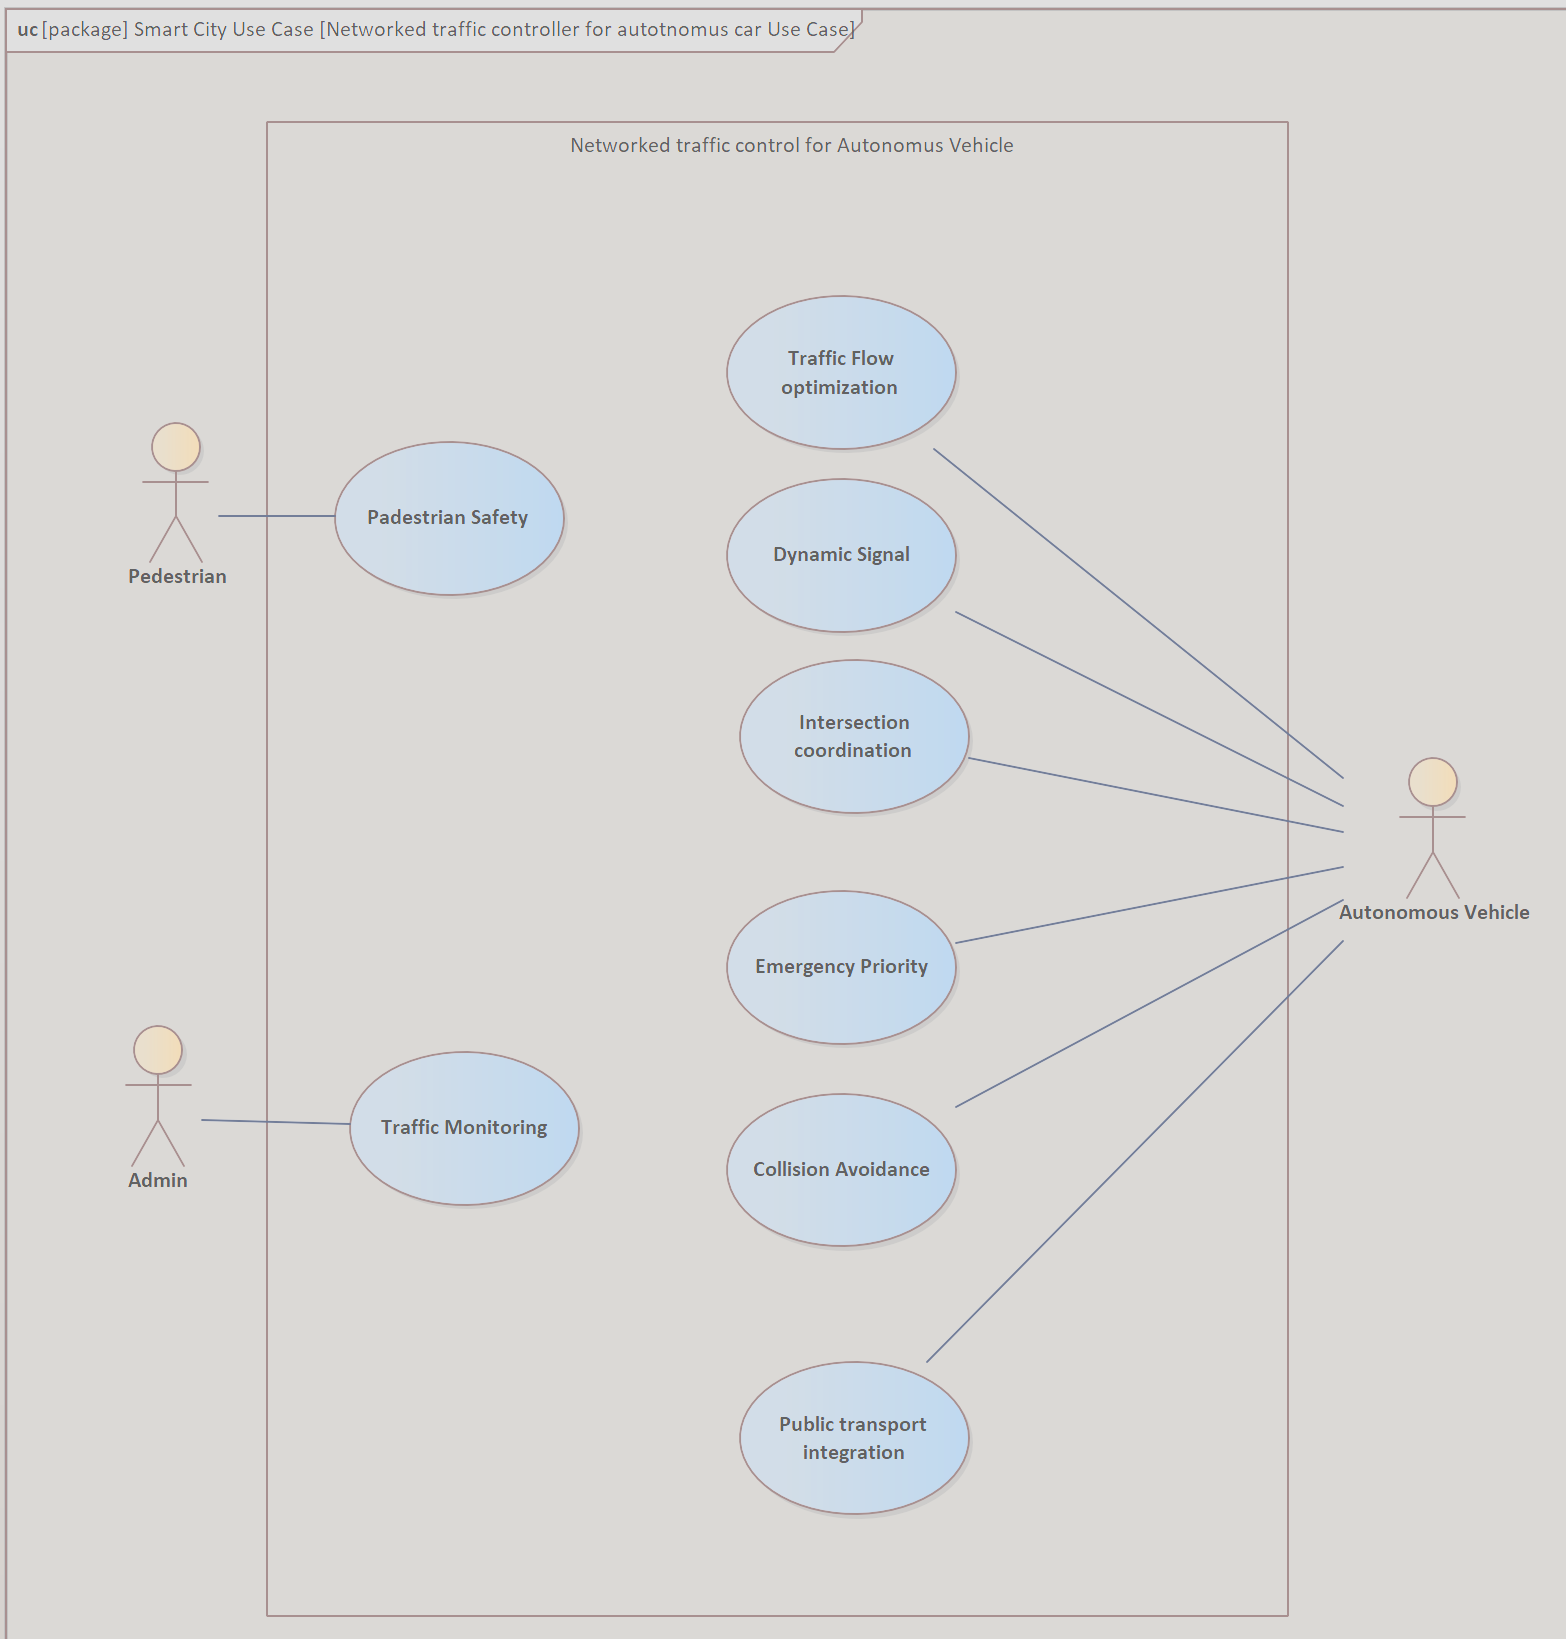 uc [package] Smart City Use Case [Networked traffic controller for autotnomus car Use Case]
Networked traffic control for Autonomus Vehicle
Traffic Flow
optimization
Padestrian Safety
Dynamic Signal
Pedestrian
Intersection
coordination
Autonomous Vehicle
Emergency Priority
Traffic Monitoring
Collision Avoidance
Admin
Public transport
integration